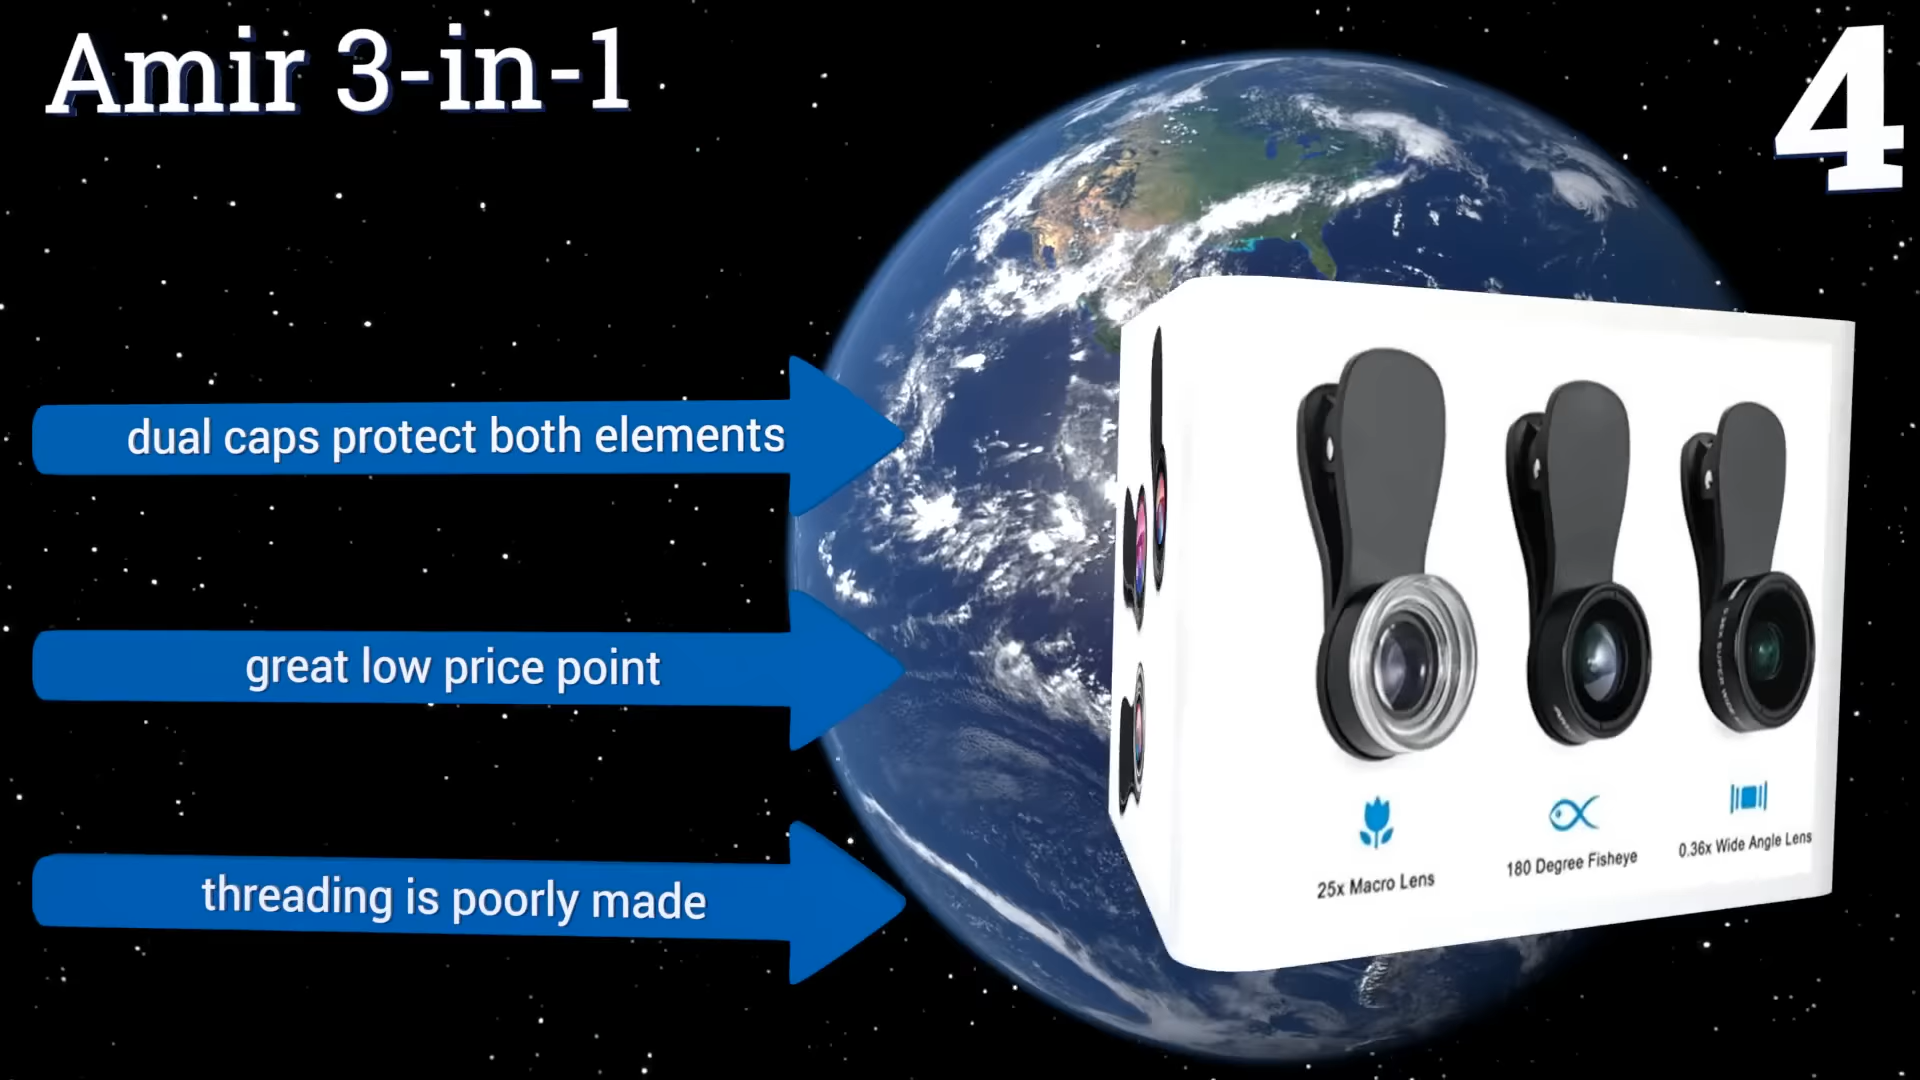 Amir 3-in-1
4
dual caps protect both elements
great low price point
threading is poorly made
25x Macro Lens
180 Degree Fisheye
0.36x Wide Angle Lens